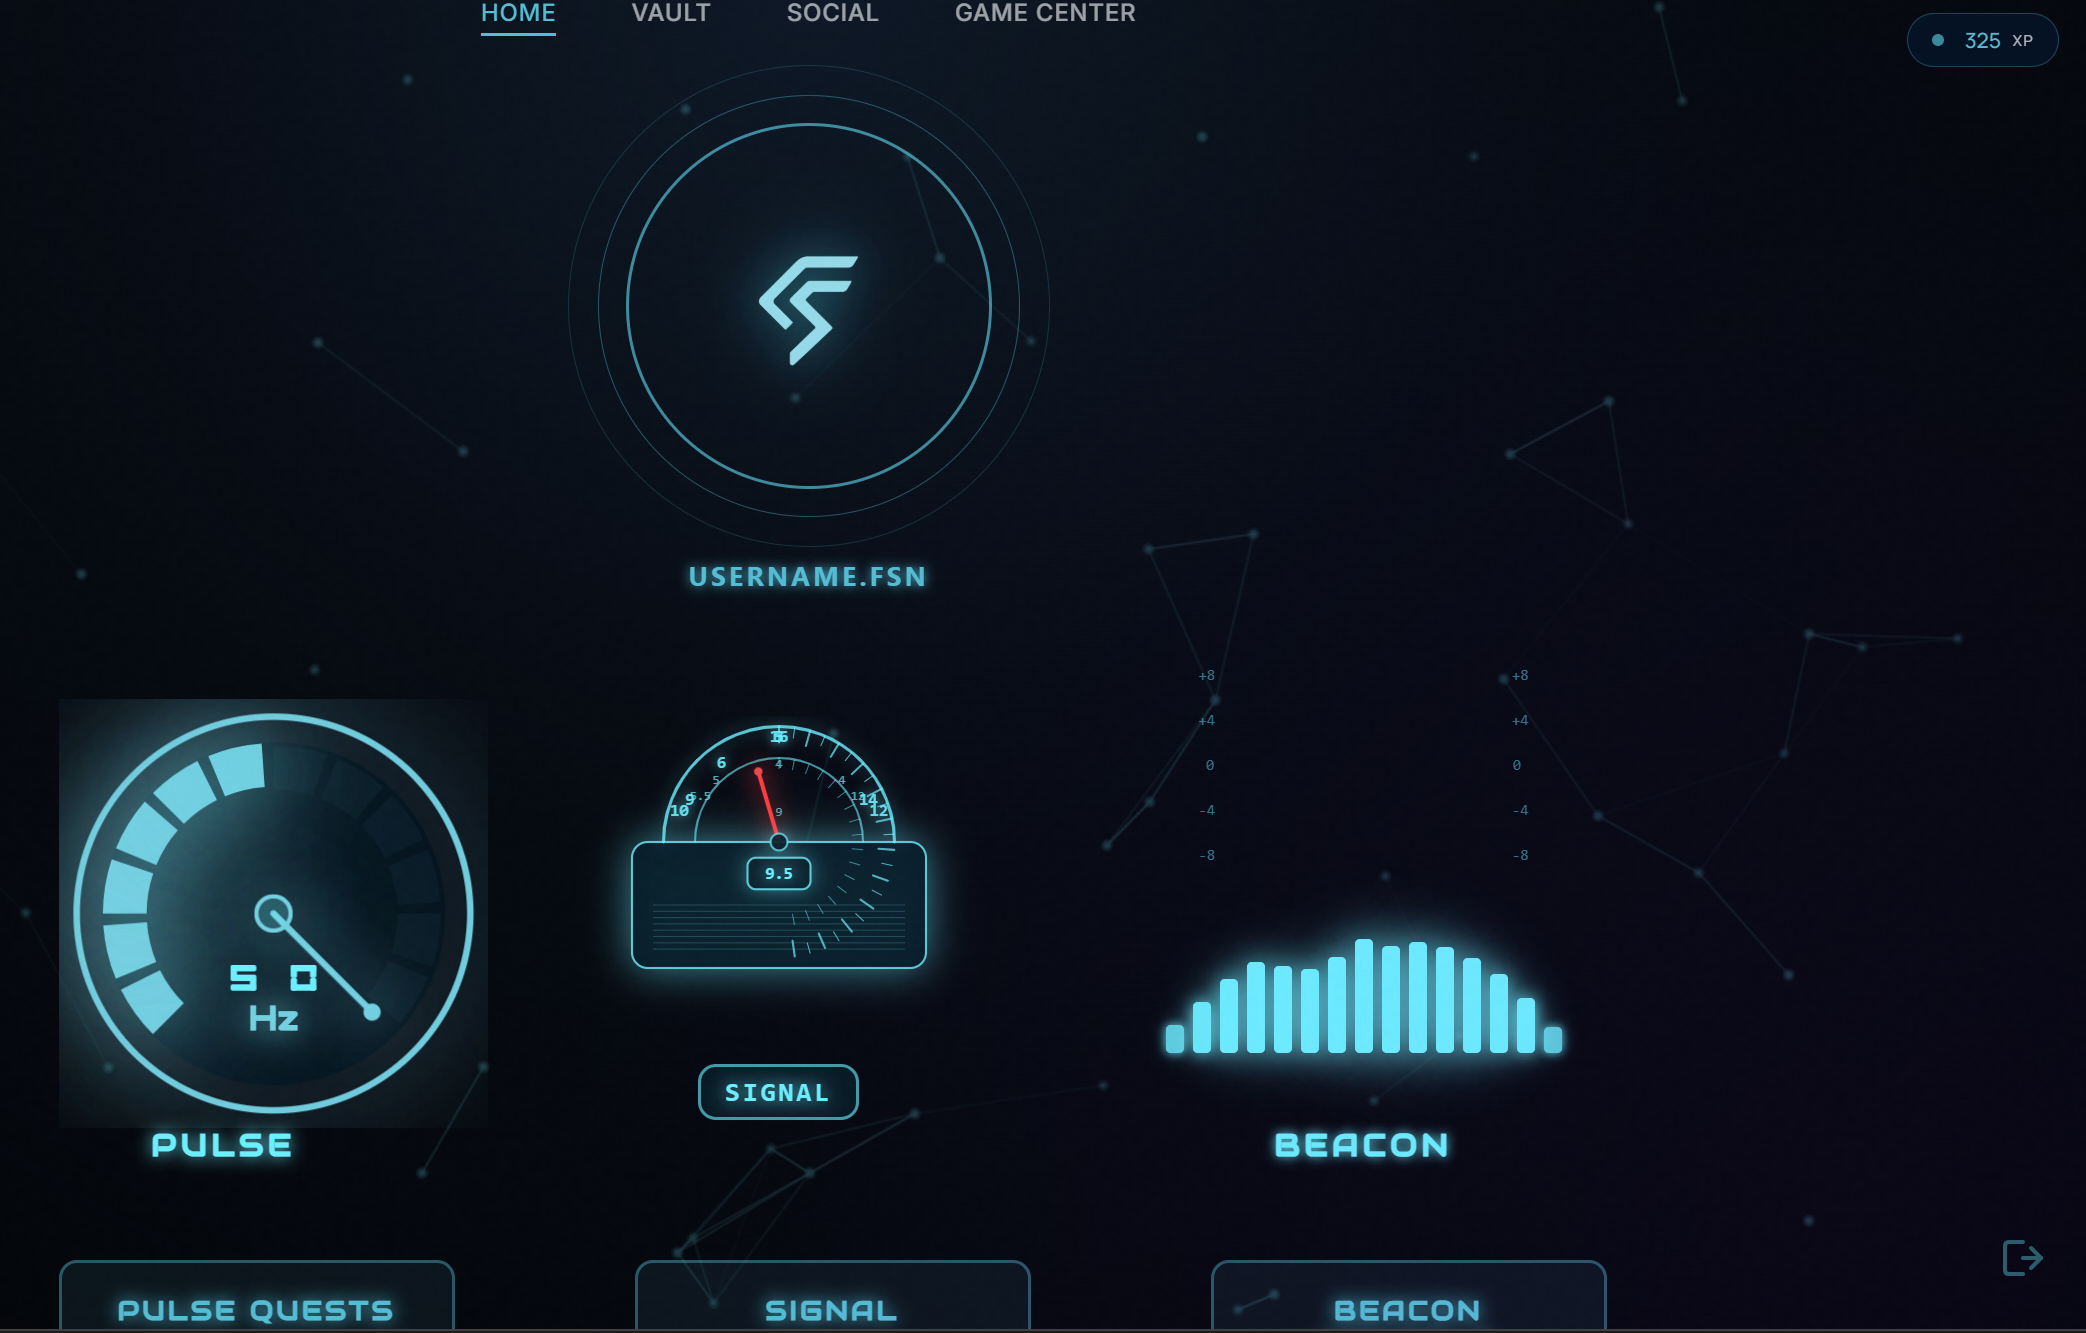 HOME VAULT SOCIAL GAME CENTER
325 XP
USERNAME.FSN
+8 +8
+4 +4
0 0
-4 -4
-8 -8
16
6 4
5 4
9 5.5 14
10 9 12
9.5
5 0
Hz
SIGNAL
PULSE BEACON
PULSE QUESTS SIGNAL BEACON